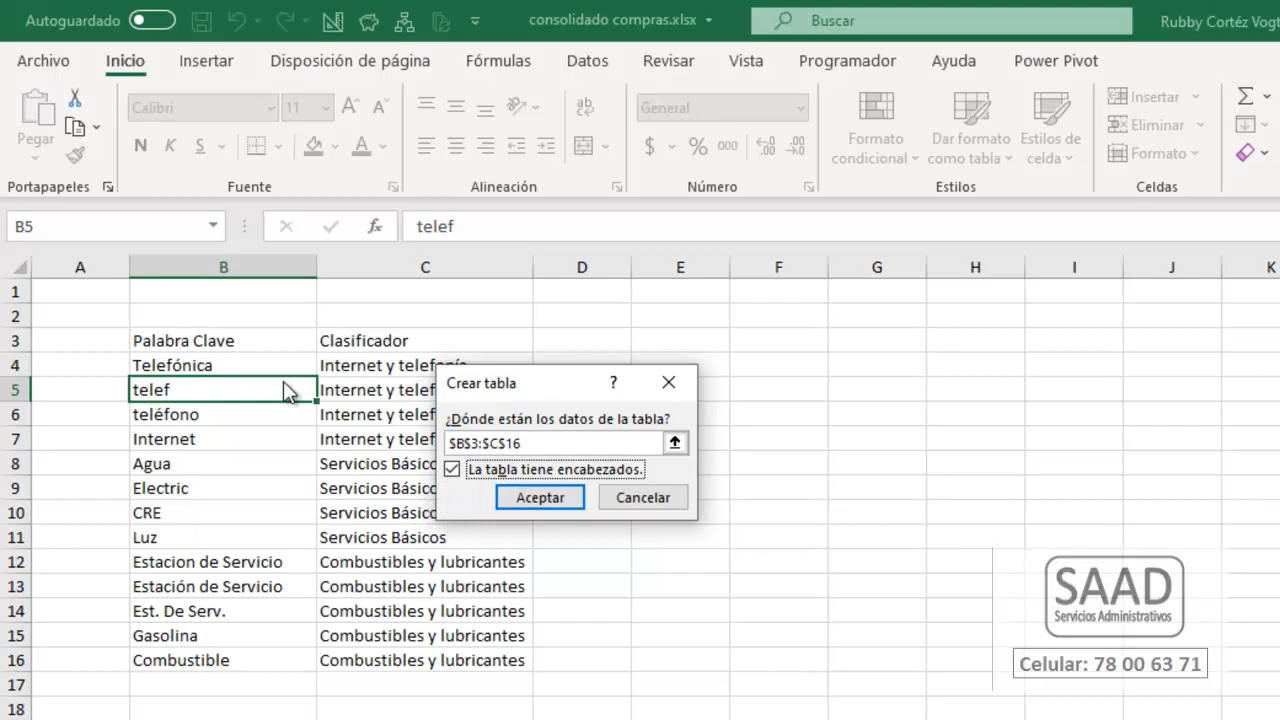 Autoguardado
consolidado compras.xlsx
Buscar
Rubby Cortéz Vogt
Archivo Inicio Insertar Disposición de página Fórmulas Datos Revisar Vista Programador Ayuda Power Pivot
Pegar
Calibri 11
N K S
ab
General
$ % 000
Formato condicional
Dar formato como tabla
Estilos de celda
Insertar
Eliminar
Formato
Portapapeles Fuente Alineación Número Estilos Celdas
B5 fx telef
A B C D E F G H I J K
1
2
3 Palabra Clave Clasificador
4 Telefónica Internet y telefonía
5 telef Internet y telef
6 teléfono Internet y telef
7 Internet Internet y telef
8 Agua Servicios Básico
9 Electric Servicios Básico
10 CRE Servicios Básico
11 Luz Servicios Básicos
12 Estacion de Servicio Combustibles y lubricantes
13 Estación de Servicio Combustibles y lubricantes
14 Est. De Serv. Combustibles y lubricantes
15 Gasolina Combustibles y lubricantes
16 Combustible Combustibles y lubricantes
17
18
Crear tabla ?
¿Dónde están los datos de la tabla?
$B$3:$C$16
La tabla tiene encabezados.
Aceptar Cancelar
SAAD
Servicios Administrativos
Celular: 78 00 63 71